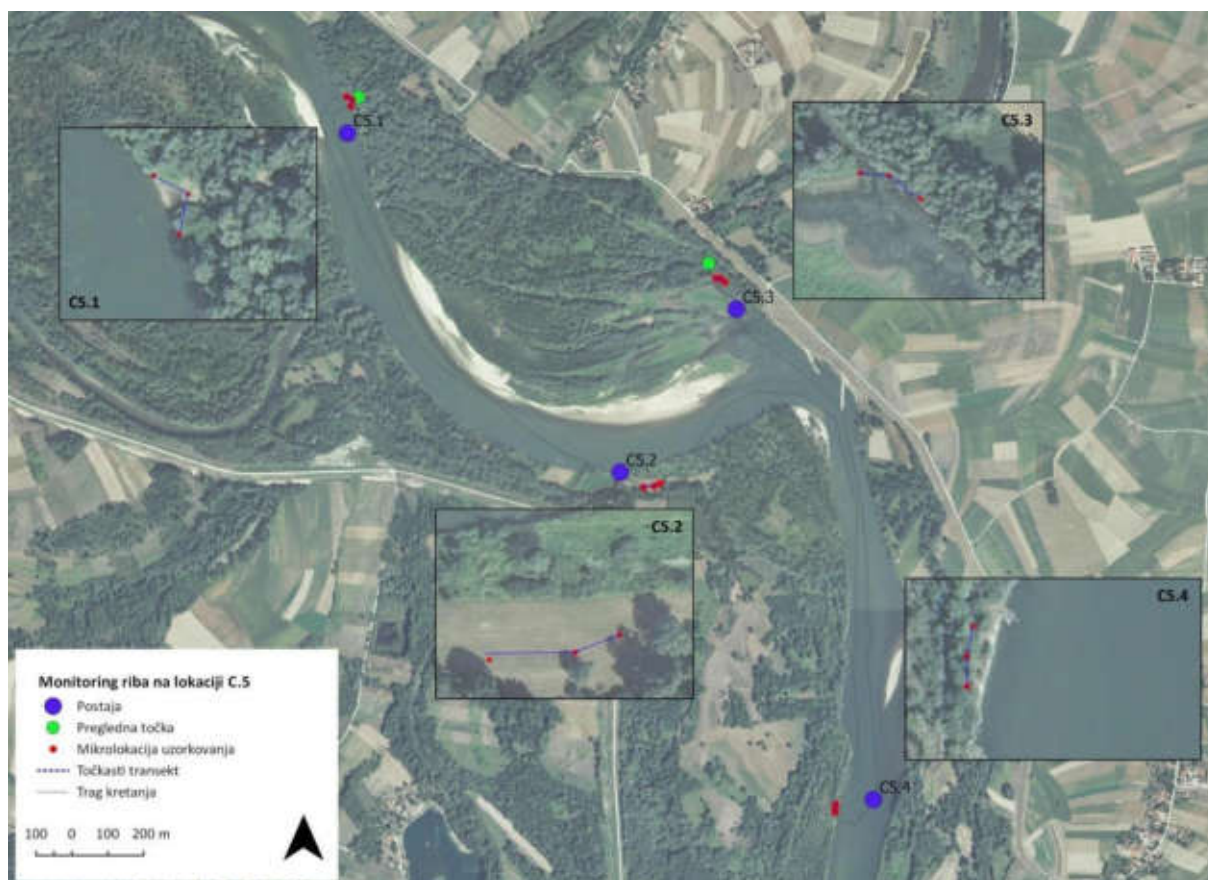 C5.1
C5.1
C5.3
C5.3
C5.2
C5.2
C5.4
C5.4
Monitoring riba na lokaciji C.5
Postaja
Pregledna točka
Mikrolokacija uzorkovanja
Točkasti transekt
Trag kretanja
100 0 100 200 m